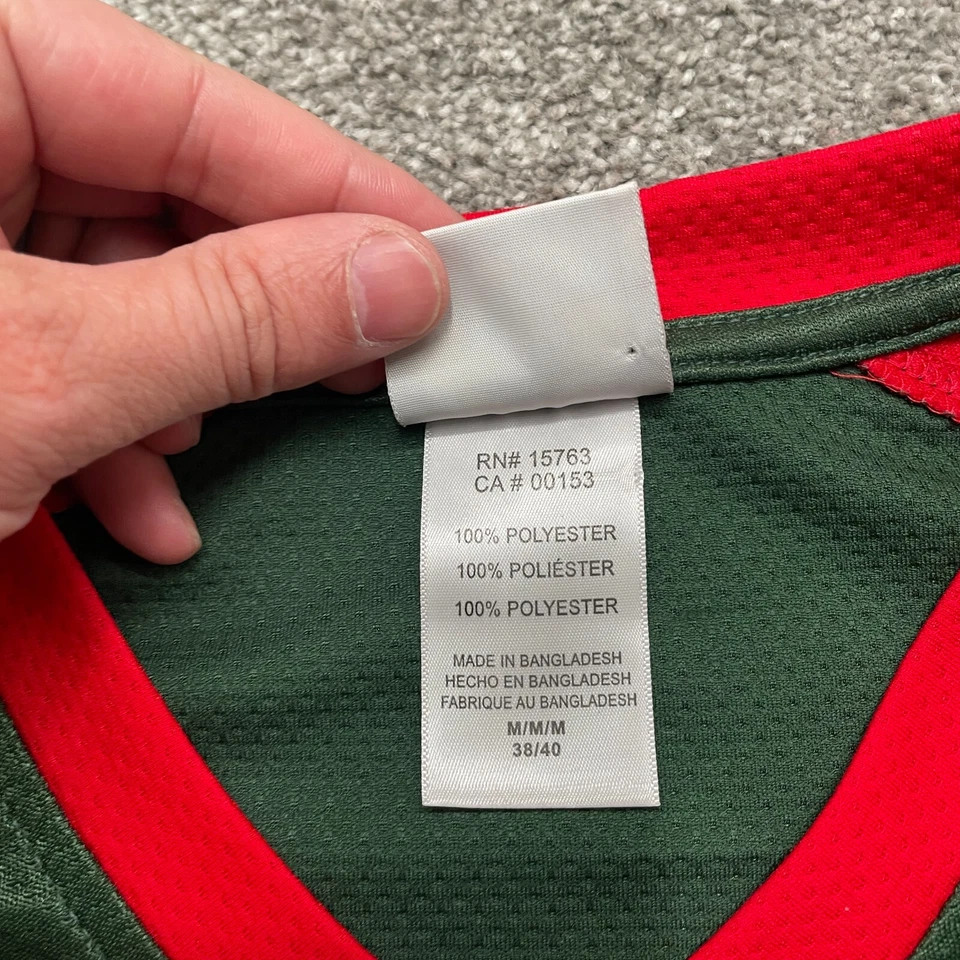 RN# 15763
CA # 00153
100% POLYESTER
100% POLIÉSTER
100% POLYESTER
MADE IN BANGLADESH
HECHO EN BANGLADESH
FABRIQUE AU BANGLADESH
M/M/M
38/40